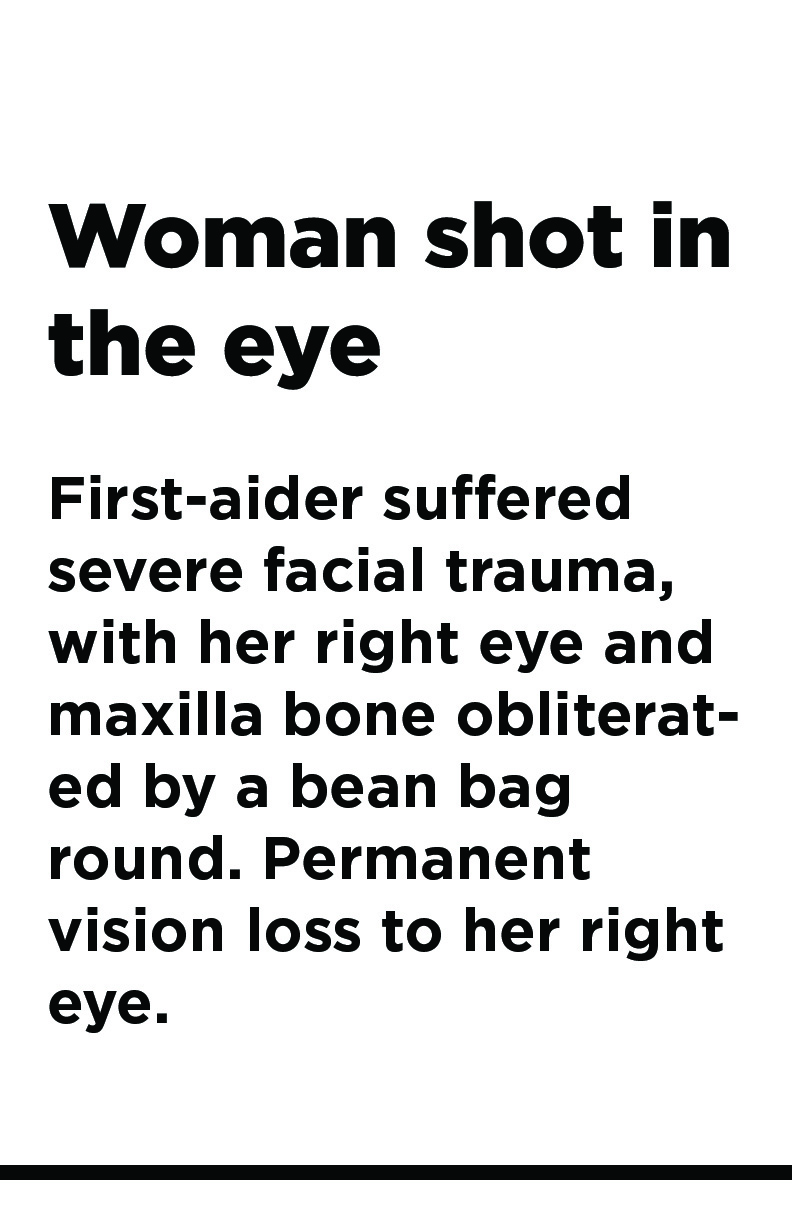 Woman shot in
the eye
First-aider suffered
severe facial trauma,
with her right eye and
maxilla bone obliterat-
ed by a bean bag
round. Permanent
vision loss to her right
eye.